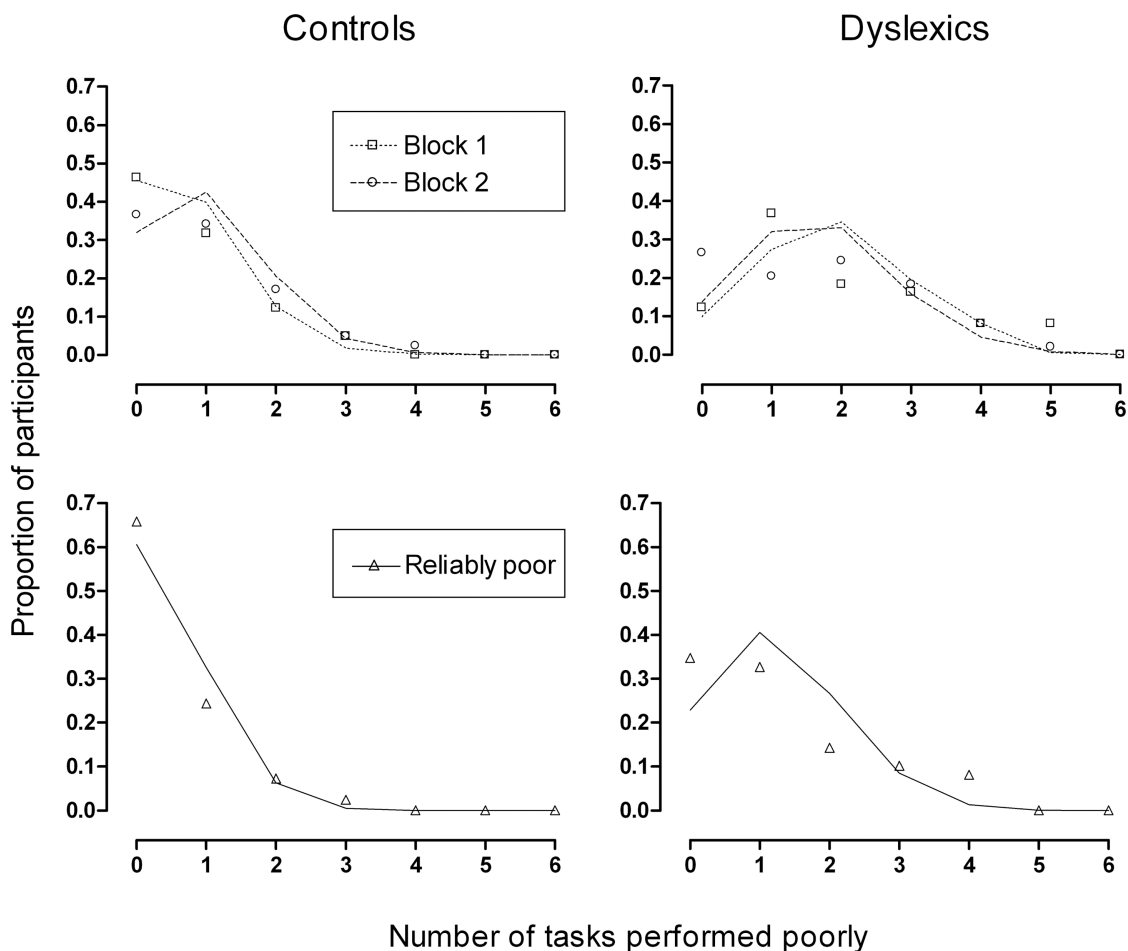 Controls
Dyslexics
0.7
0.6
0.5
0.4
0.3
0.2
0.1
0.0
0 1 2 3 4 5 6
Block 1
Block 2
0.7
0.6
0.5
0.4
0.3
0.2
0.1
0.0
0 1 2 3 4 5 6
Proportion of participants
0.7
0.6
0.5
0.4
0.3
0.2
0.1
0.0
0 1 2 3 4 5 6
Reliably poor
0.7
0.6
0.5
0.4
0.3
0.2
0.1
0.0
0 1 2 3 4 5 6
Number of tasks performed poorly